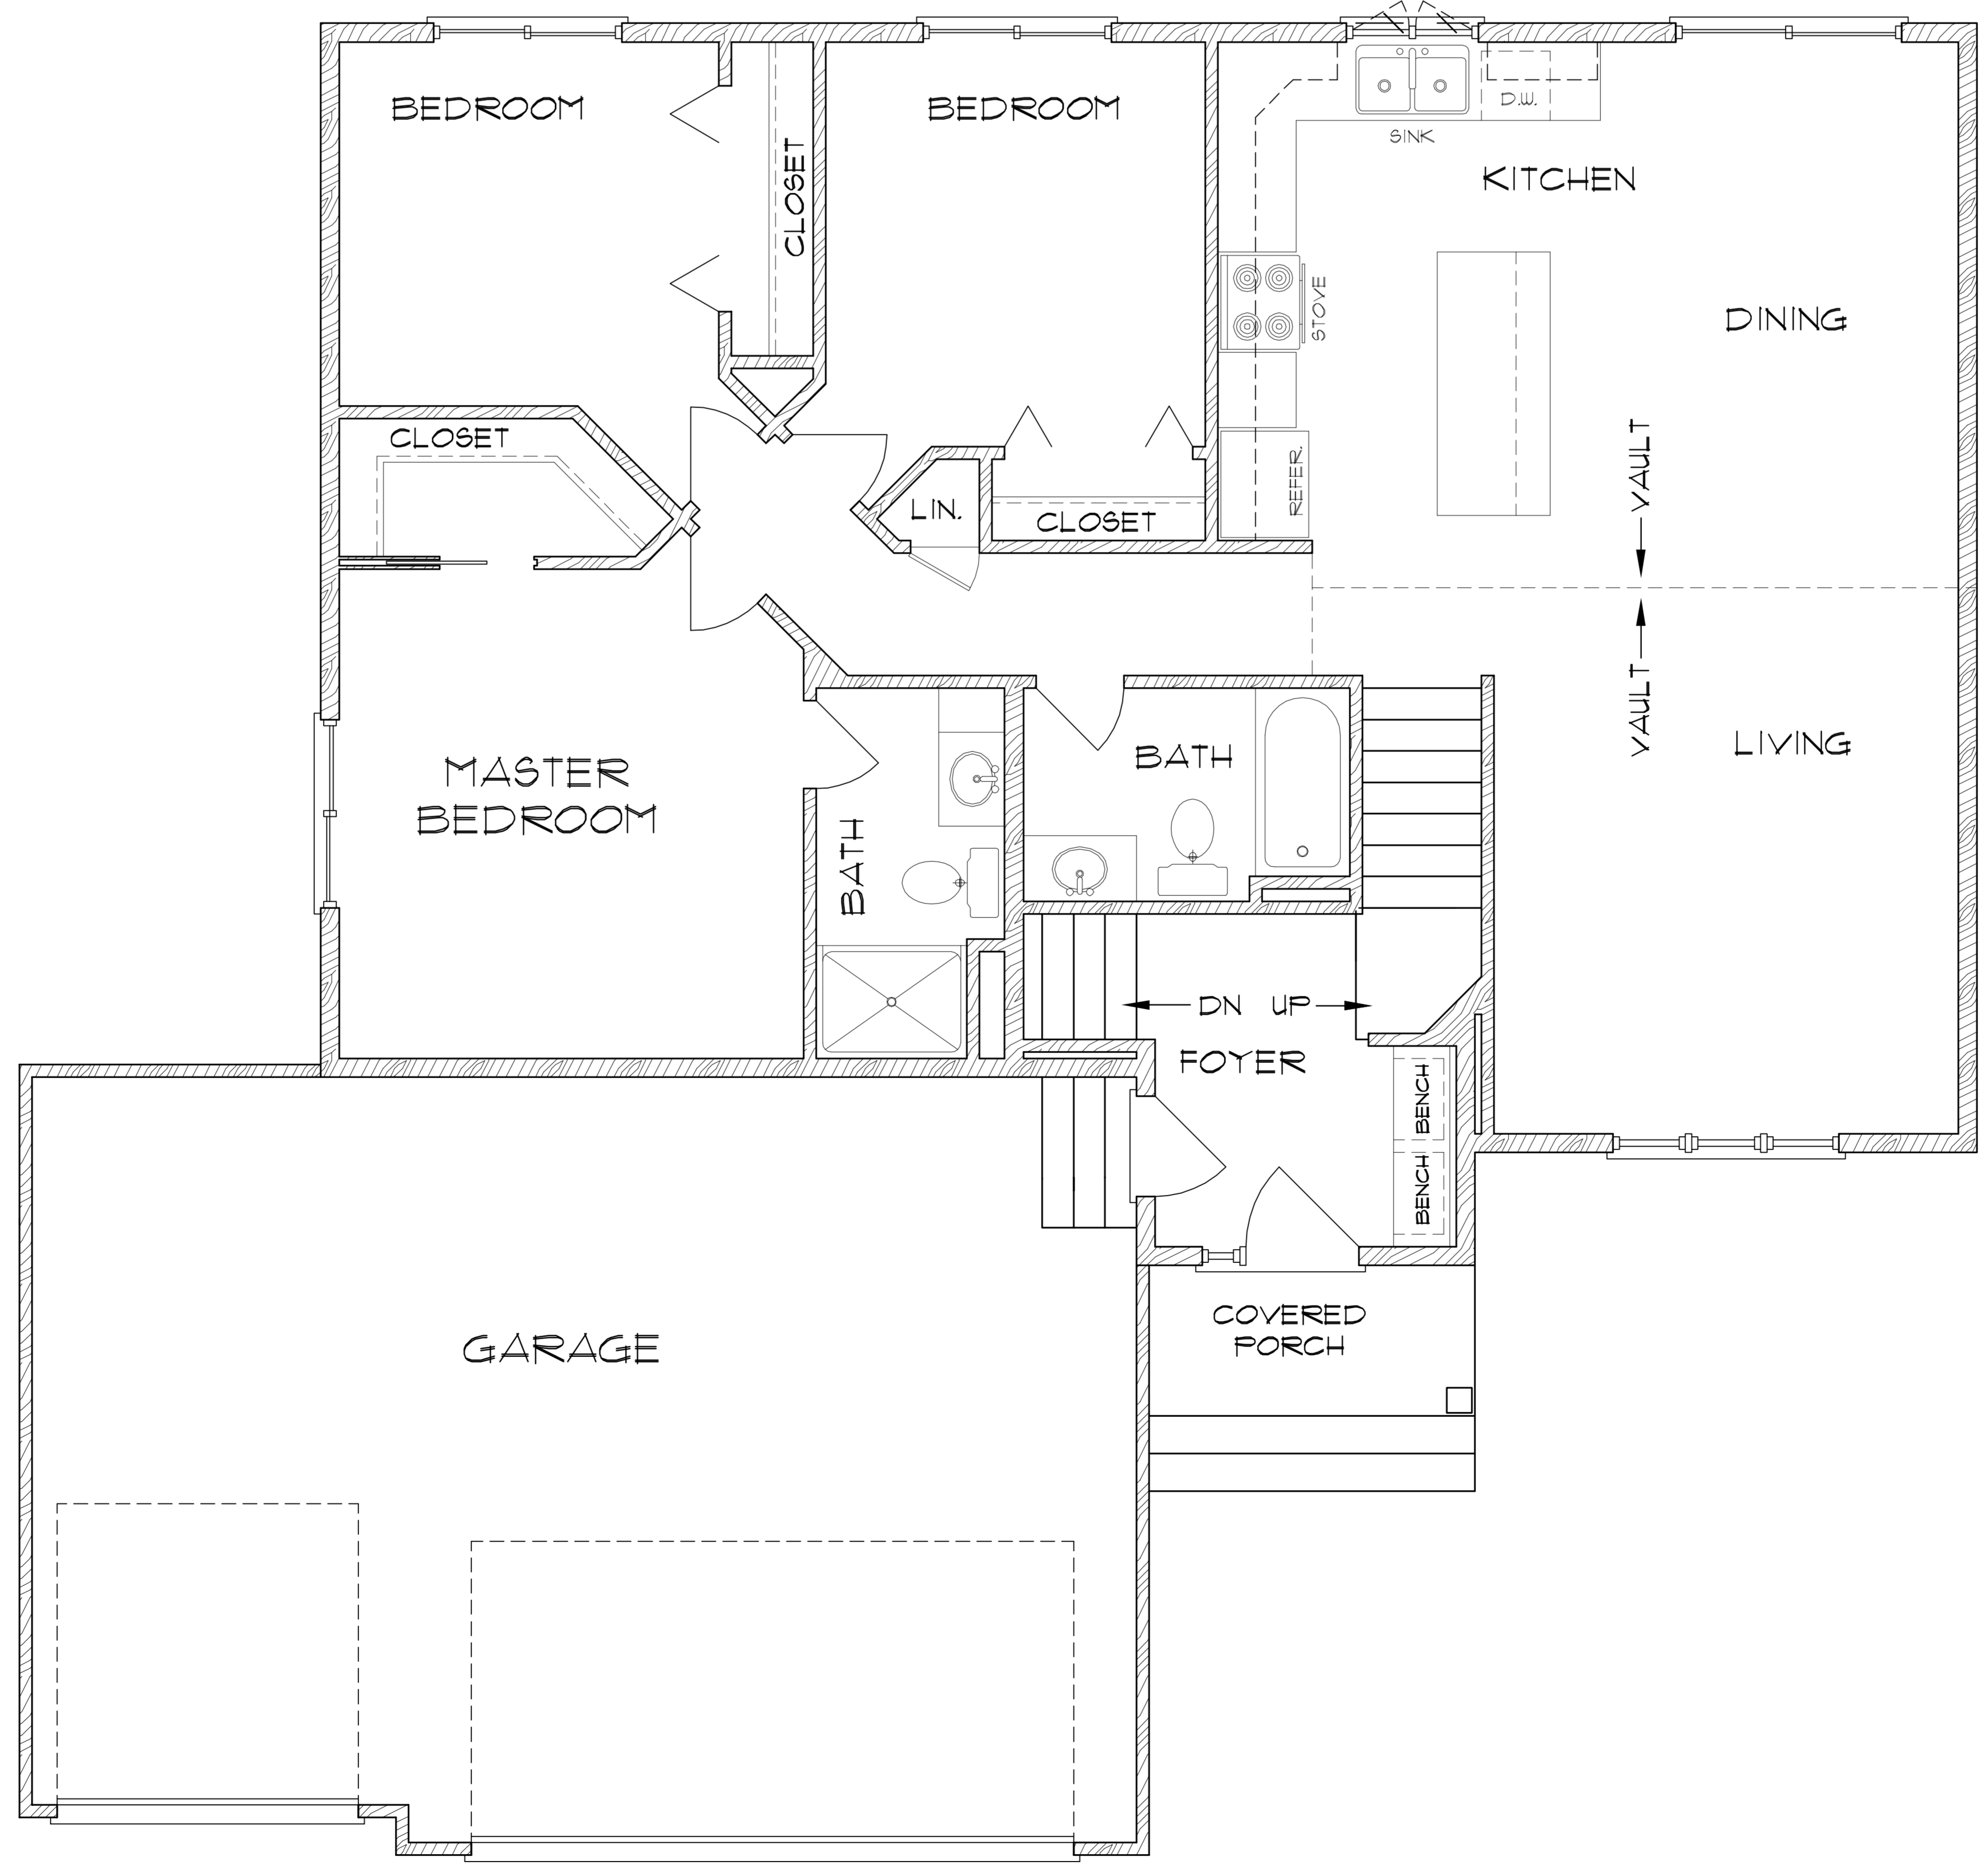 BEDROOM
CLOSET
BEDROOM
D.W.
SINK
KITCHEN
STOVE
DINING
CLOSET
REFER.
VAULT
LIN.
CLOSET
VAULT
LIVING
MASTER
BEDROOM
BATH
BATH
DN UP
FOYER
BENCH
BENCH
COVERED
PORCH
GARAGE